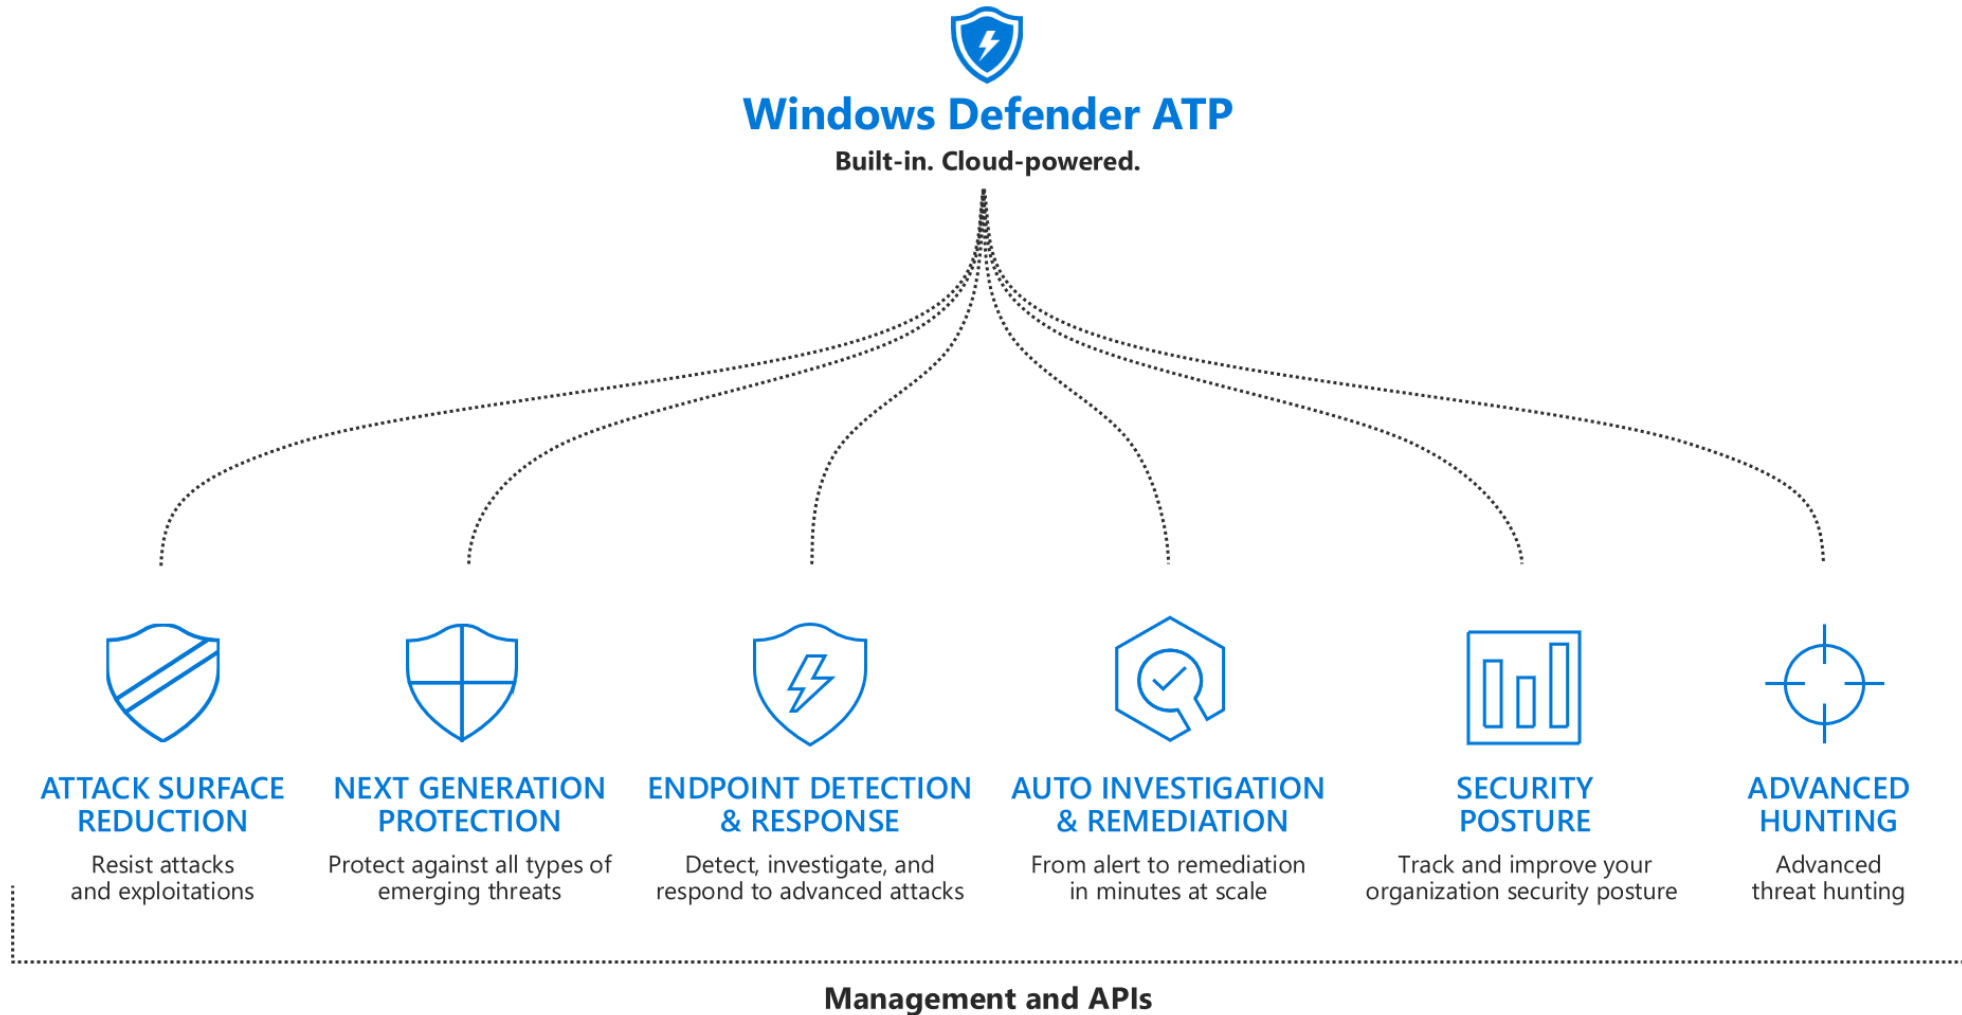 Windows Defender ATP
Built-in. Cloud-powered.
ATTACK SURFACE
REDUCTION
Resist attacks
and exploitations
NEXT GENERATION
PROTECTION
Protect against all types of
emerging threats
ENDPOINT DETECTION
& RESPONSE
Detect, investigate, and
respond to advanced attacks
AUTO INVESTIGATION
& REMEDIATION
From alert to remediation
in minutes at scale
SECURITY
POSTURE
Track and improve your
organization security posture
ADVANCED
HUNTING
Advanced
threat hunting
Management and APIs